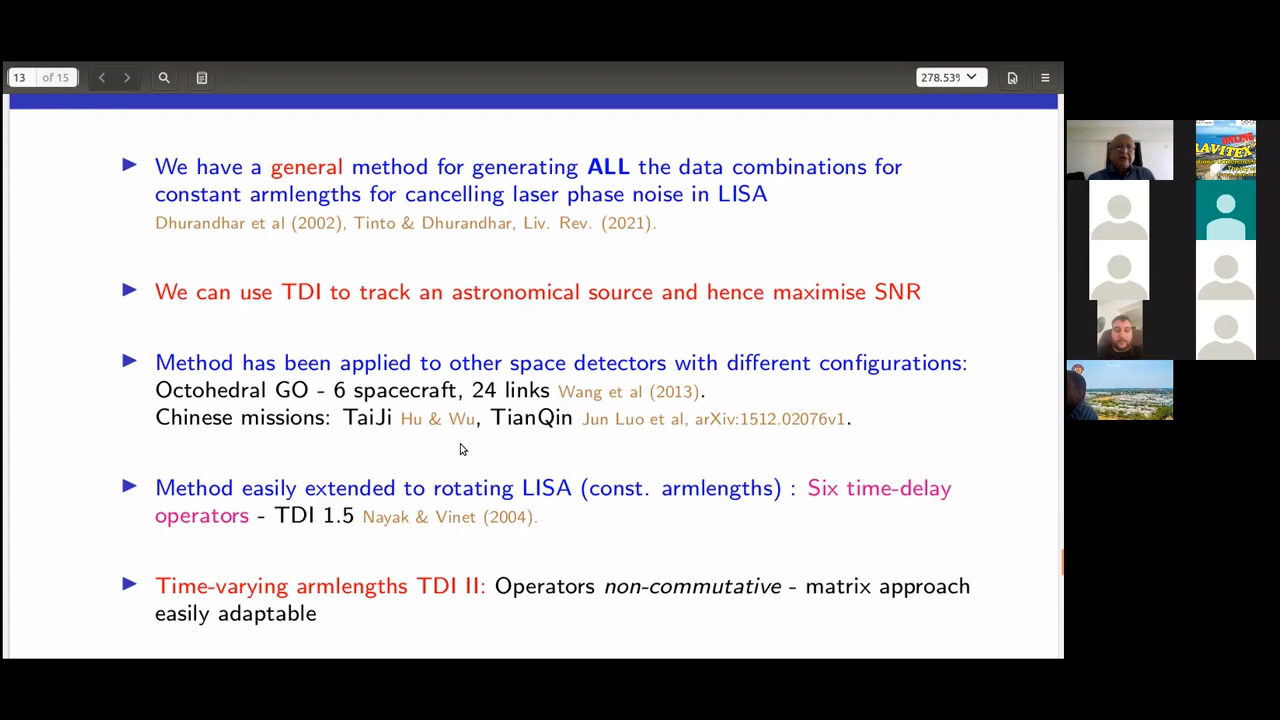 13 of 15
278.53%
We have a general method for generating ALL the data combinations for
constant armlengths for cancelling laser phase noise in LISA
Dhurandhar et al (2002), Tinto & Dhurandhar, Liv. Rev. (2021).
We can use TDI to track an astronomical source and hence maximise SNR
Method has been applied to other space detectors with different configurations:
Octohedral GO - 6 spacecraft, 24 links Wang et al (2013).
Chinese missions: TaiJi Hu & Wu, TianQin Jun Luo et al, arXiv:1512.02076v1.
Method easily extended to rotating LISA (const. armlengths) : Six time-delay
operators - TDI 1.5 Nayak & Vinet (2004).
Time-varying armlengths TDI II: Operators non-commutative - matrix approach
easily adaptable
ONLINE